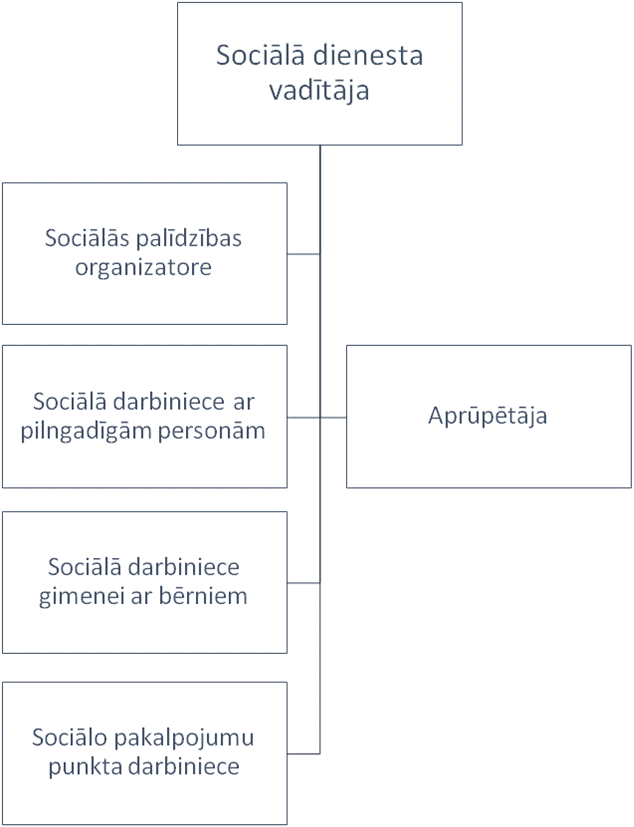 Sociālā dienesta
vadītāja
Sociālās palīdzības
organizatore
Sociālā darbiniece ar
pilngadīgām personām
Aprūpētāja
Sociālā darbiniece
gimenei ar bērniem
Sociālo pakalpojumu
punkta darbiniece